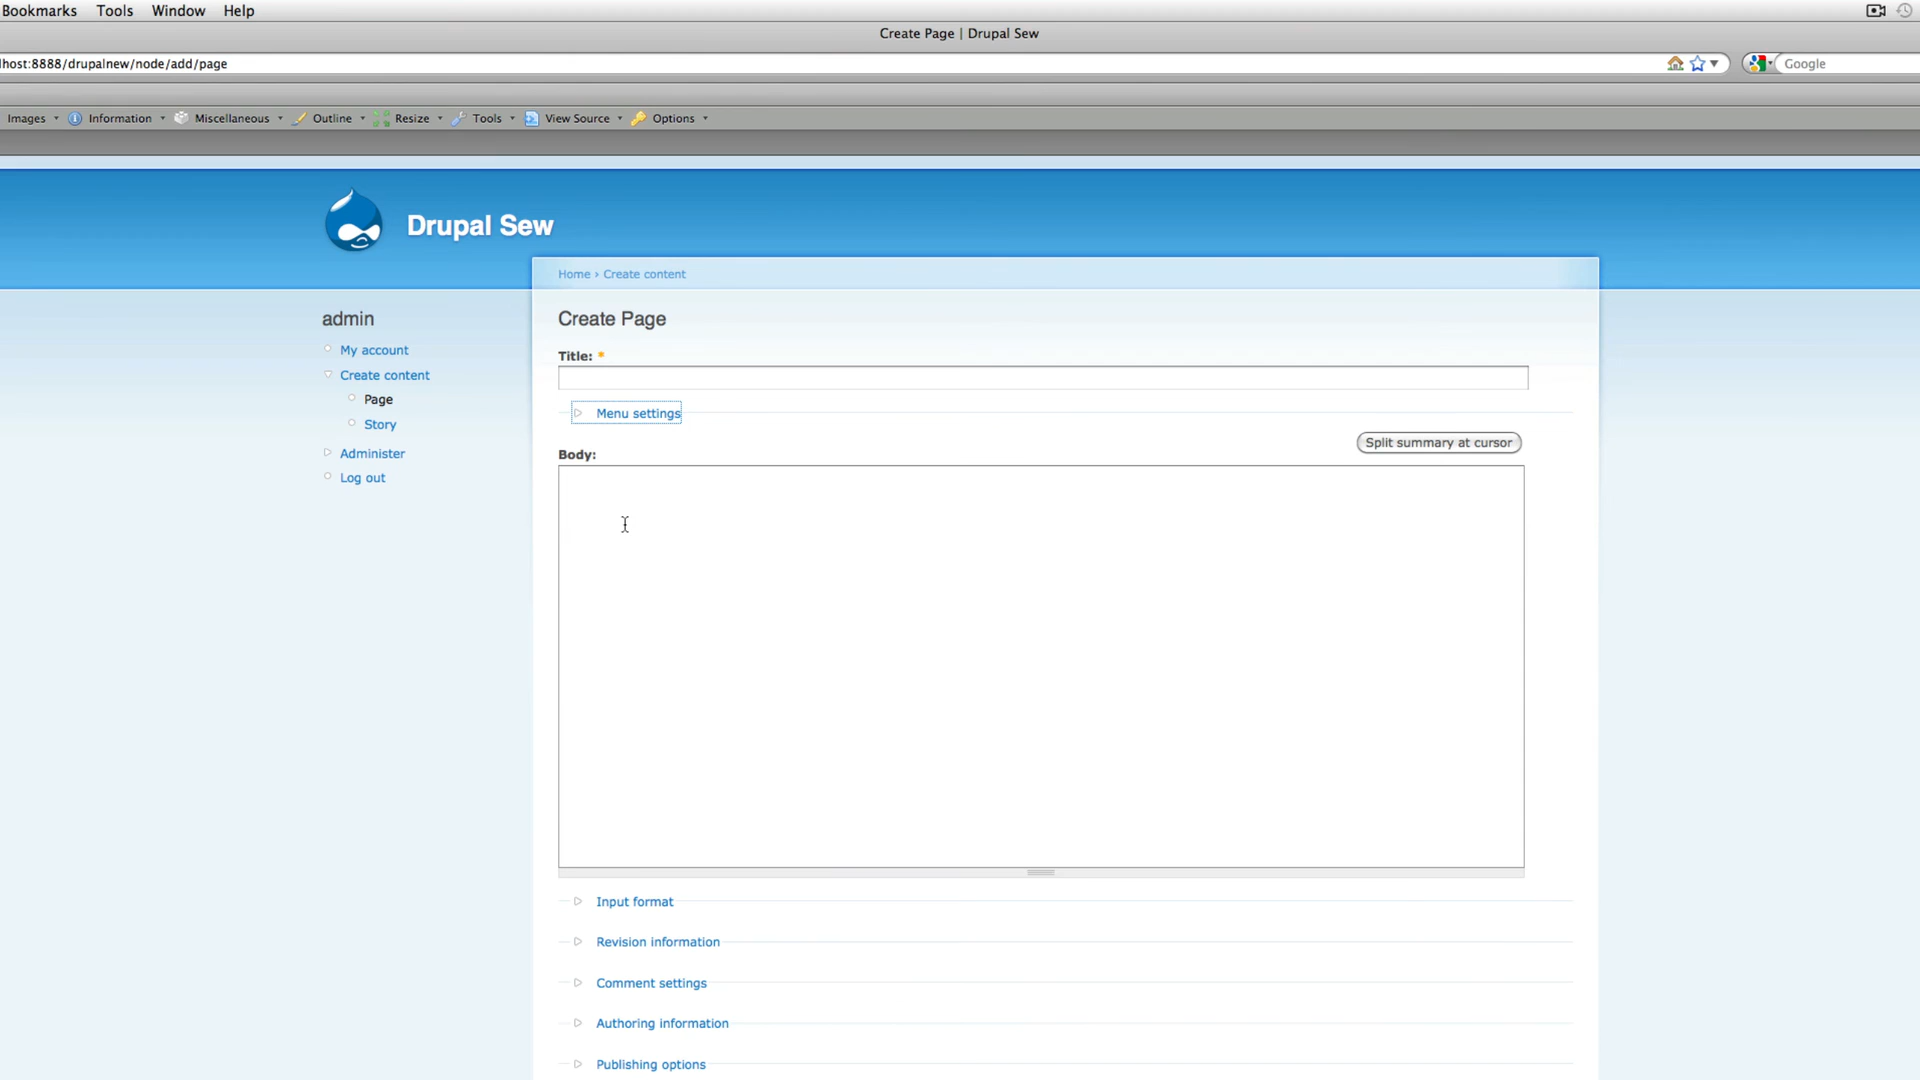 Bookmarks Tools Window Help
Create Page | Drupal Sew
lhost:8888/drupalnew/node/add/page
Google
Images Information Miscellaneous Outline Resize Tools View Source Options
Drupal Sew
Home › Create content
admin
My account
Create content
Page
Story
Administer
Log out
Create Page
Title: *
Menu settings
Split summary at cursor
Body:
Input format
Revision information
Comment settings
Authoring information
Publishing options